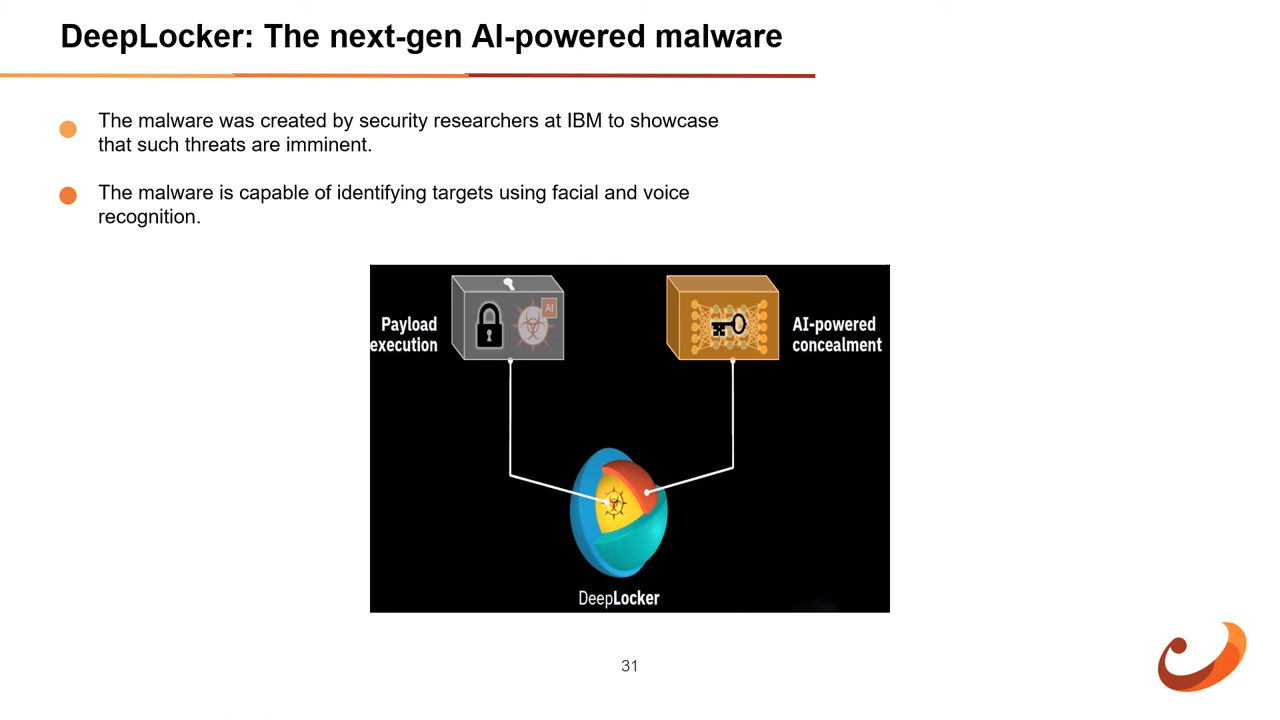 DeepLocker: The next-gen AI-powered malware
The malware was created by security researchers at IBM to showcase
that such threats are imminent.
The malware is capable of identifying targets using facial and voice
recognition.
Payload
execution
AI
AI-powered
concealment
DeepLocker
31